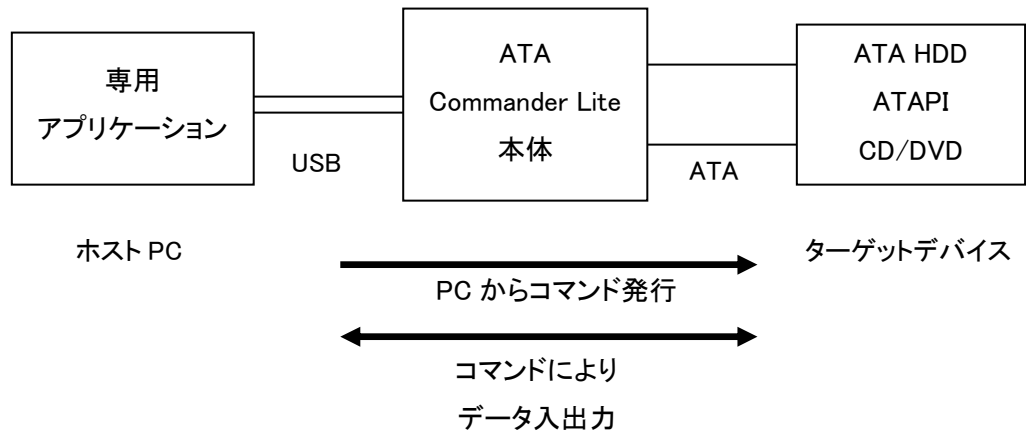 専用
アプリケーション
USB
ATA
Commander Lite
本体
ATA
ATA HDD
ATAPI
CD/DVD
ホスト PC
ターゲットデバイス
PC からコマンド発行
コマンドにより
データ入出力